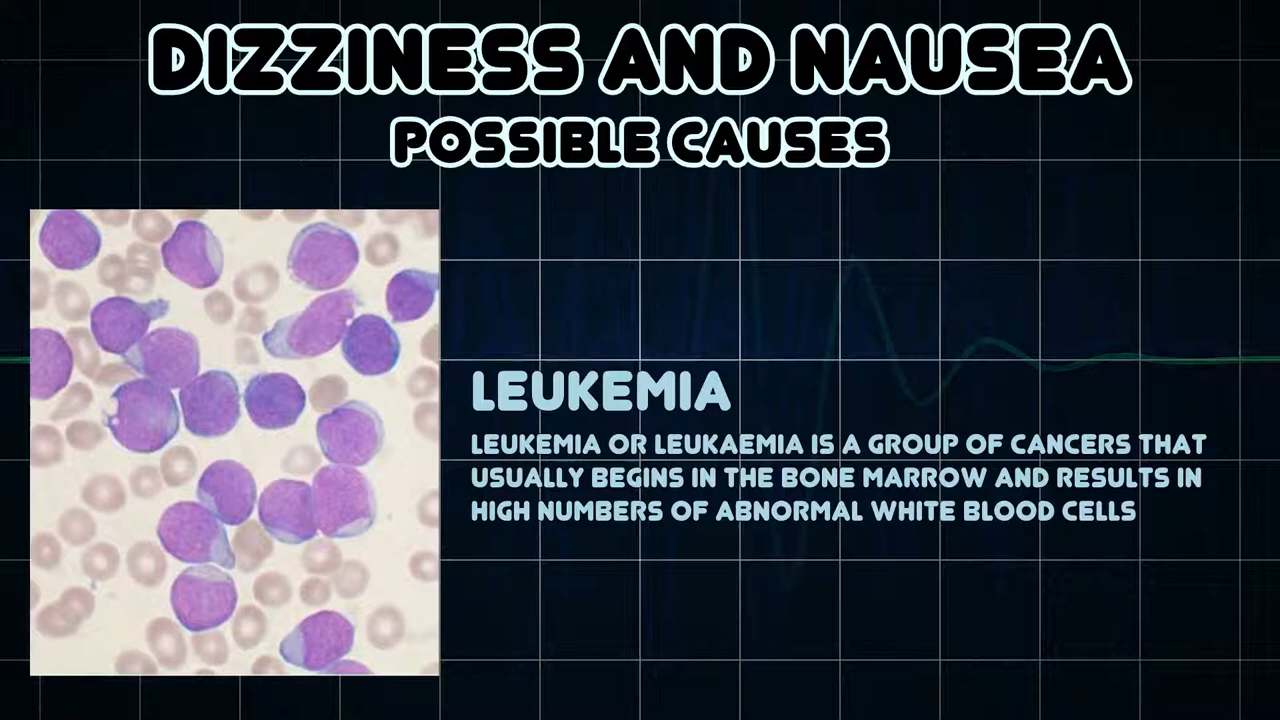 DIZZINESS AND NAUSEA
POSSIBLE CAUSES
LEUKEMIA
LEUKEMIA OR LEUKAEMIA IS A GROUP OF CANCERS THAT
USUALLY BEGINS IN THE BONE MARROW AND RESULTS IN
HIGH NUMBERS OF ABNORMAL WHITE BLOOD CELLS